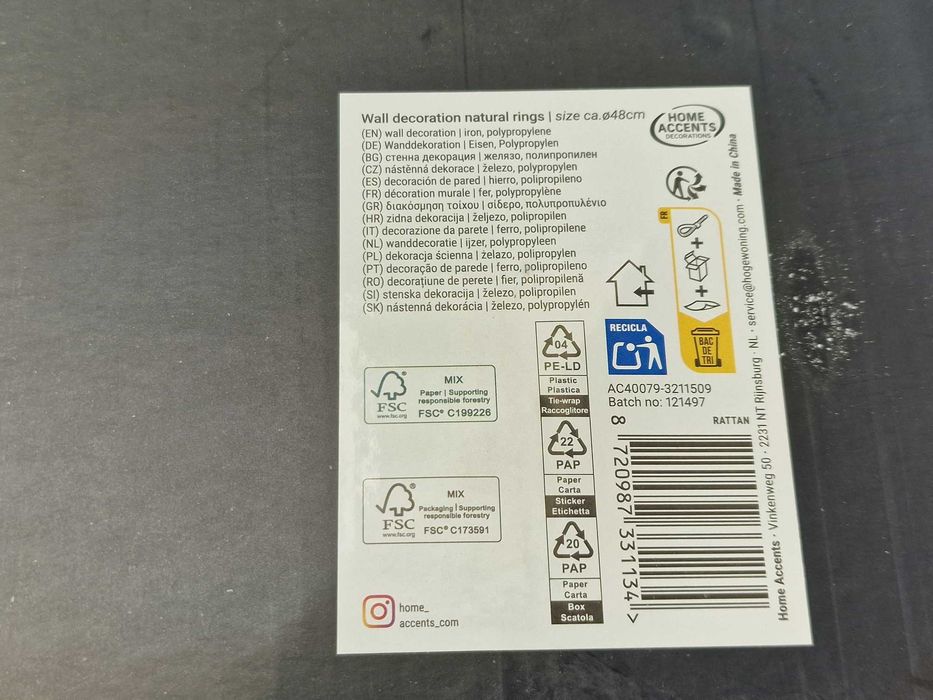 Wall decoration natural rings | size ca.ø48cm
(EN) wall decoration | iron, polypropylene
(DE) Wanddekoration | Eisen, Polypropylen
(BG) стенна декорация | желязо, полипропилен
(CZ) nástěnná dekorace | železo, polypropylen
(ES) decoración de pared | hierro, polipropileno
(FR) décoration murale | fer, polypropylène
(GR) διακόσμηση τοίχου | σίδερο, πολυπροπυλένιο
(HR) zidna dekoracija | željezo, polipropilen
(IT) decorazione da parete | ferro, polipropilene
(NL) wanddecoratie | ijzer, polypropyleen
(PL) dekoracja ścienna | żelazo, polypropylen
(PT) decoração de parede | ferro, polipropileno
(RO) decorațiune de perete | fier, polipropilenă
(SI) stenska dekoracija | železo, polipropilen
(SK) nástenná dekorácia | železo, polypropylén
HOME
ACCENTS
DECORATIONS
FR
BAC
DE
TRI
RECICLA
AC40079-3211509
Batch no: 121497
RATTAN
8 720987 331134 >
FSC
www.fsc.org
MIX
Paper | Supporting
responsible forestry
FSC® C199226
FSC®
www.fsc.org
MIX
Packaging | Supporting
responsible forestry
FSC® C173591
04
PE-LD
Plastic
Plastica
Tie-wrap
Raccoglitore
22
PAP
Paper
Carta
Sticker
Etichetta
20
PAP
Paper
Carta
Box
Scatola
home_
accents_com
Home Accents · Vinkenweg 50 · 2231 NT Rijnsburg · NL · service@hogewoning.com · Made in China